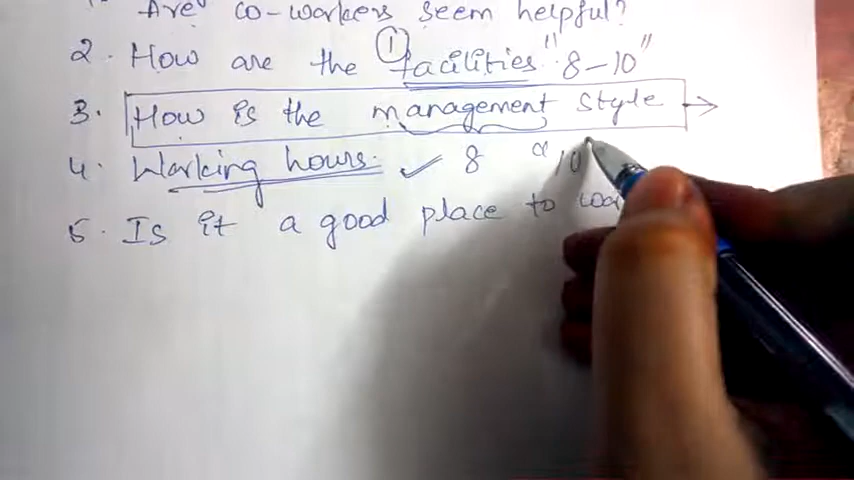 Are co-workers seem helpful?
2. How are the facilities "8-10"
1
3. How is the management style →
4. Working hours. ✓ 8 "10
5. Is it a good place to